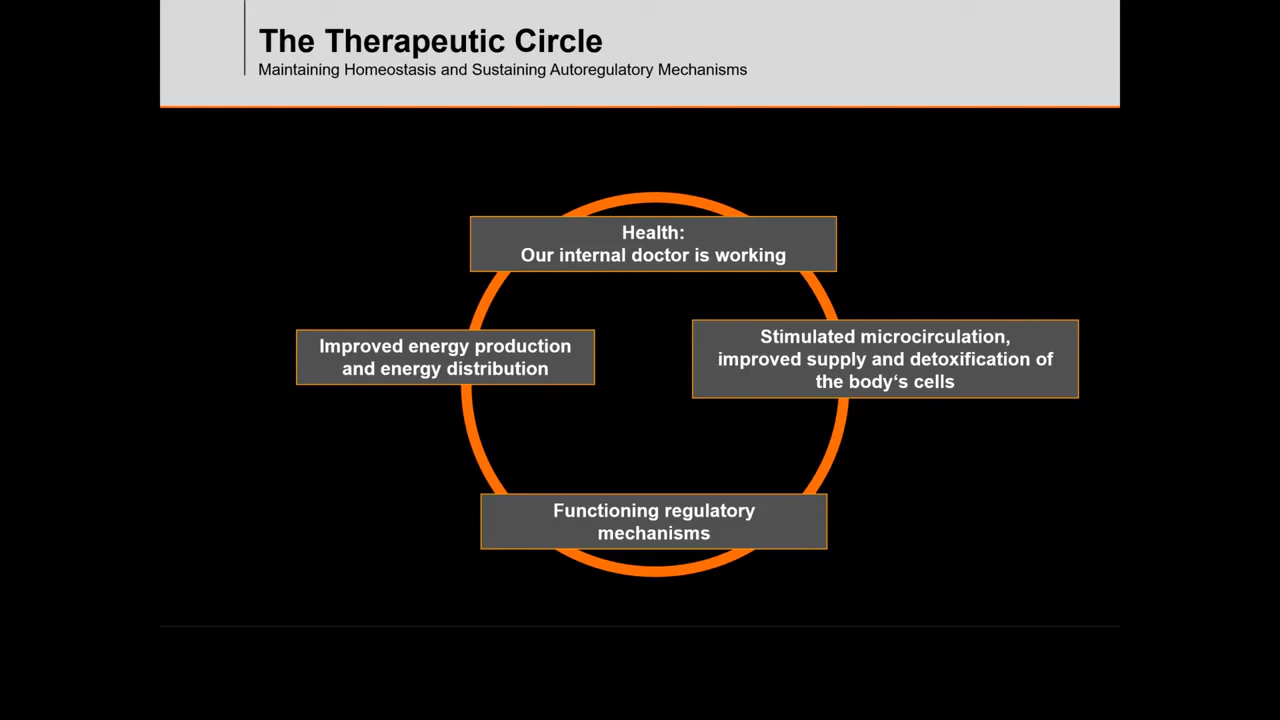 The Therapeutic Circle
Maintaining Homeostasis and Sustaining Autoregulatory Mechanisms
Health:
Our internal doctor is working
Improved energy production
and energy distribution
Stimulated microcirculation,
improved supply and detoxification of
the body‘s cells
Functioning regulatory
mechanisms